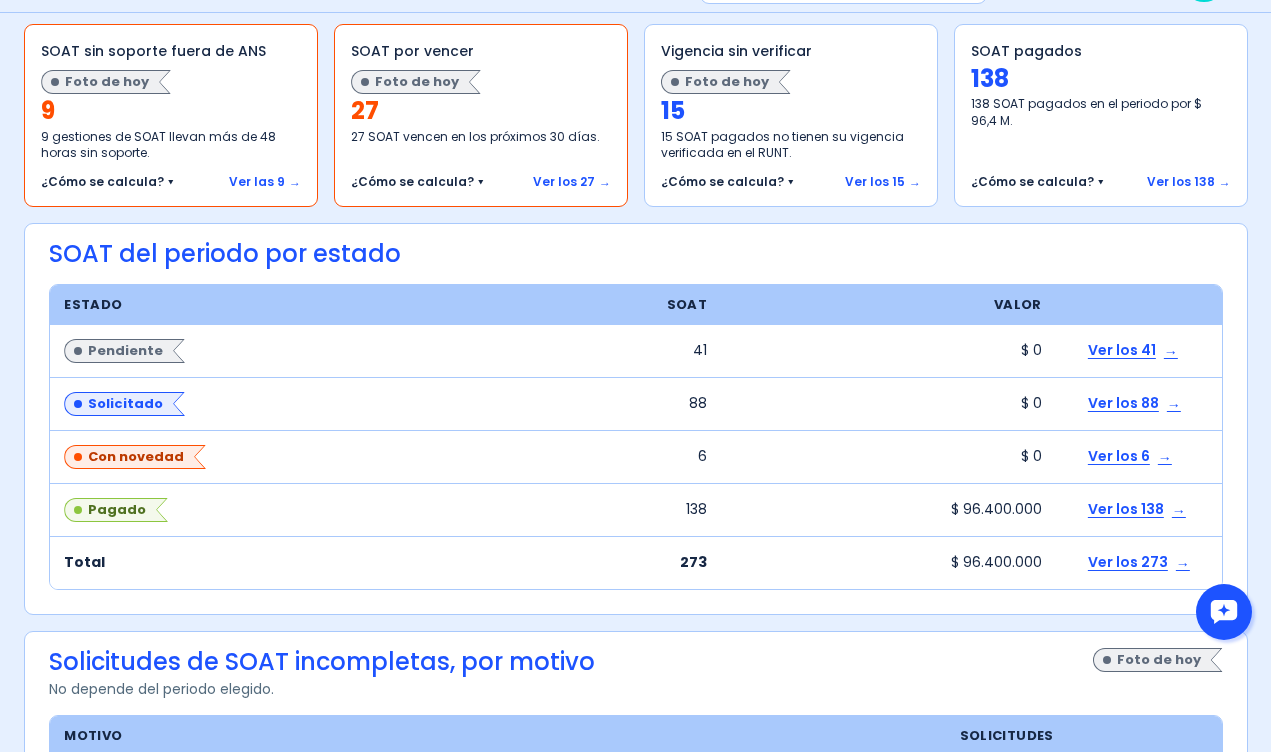 SOAT sin soporte fuera de ANS
Foto de hoy
9
9 gestiones de SOAT llevan más de 48
horas sin soporte.
¿Cómo se calcula? ▾
Ver las 9 →
SOAT por vencer
Foto de hoy
27
27 SOAT vencen en los próximos 30 días.
¿Cómo se calcula? ▾
Ver los 27 →
Vigencia sin verificar
Foto de hoy
15
15 SOAT pagados no tienen su vigencia
verificada en el RUNT.
¿Cómo se calcula? ▾
Ver los 15 →
SOAT pagados
138
138 SOAT pagados en el periodo por $
96,4 M.
¿Cómo se calcula? ▾
Ver los 138 →
SOAT del periodo por estado
ESTADO SOAT VALOR
Pendiente 41 $ 0 Ver los 41 →
Solicitado 88 $ 0 Ver los 88 →
Con novedad 6 $ 0 Ver los 6 →
Pagado 138 $ 96.400.000 Ver los 138 →
Total 273 $ 96.400.000 Ver los 273 →
Solicitudes de SOAT incompletas, por motivo
Foto de hoy
No depende del periodo elegido.
MOTIVO SOLICITUDES